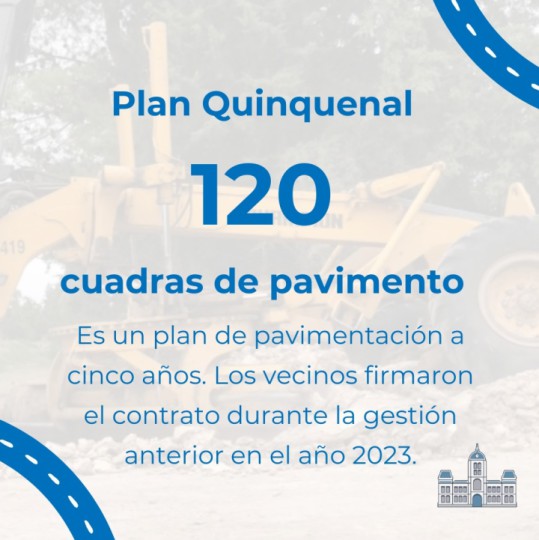 Plan Quinquenal
120
cuadras de pavimento
Es un plan de pavimentación a
cinco años. Los vecinos firmaron
el contrato durante la gestión
anterior en el año 2023.
419